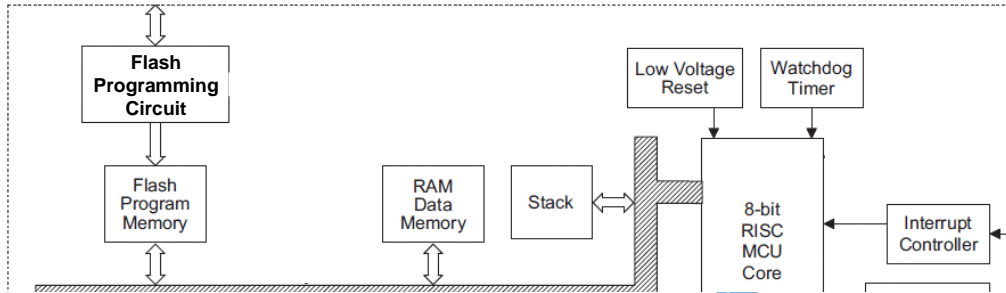 Flash
Programming
Circuit
Low Voltage
Reset
Watchdog
Timer
Flash
Program
Memory
RAM
Data
Memory
Stack
8-bit
RISC
MCU
Core
Interrupt
Controller